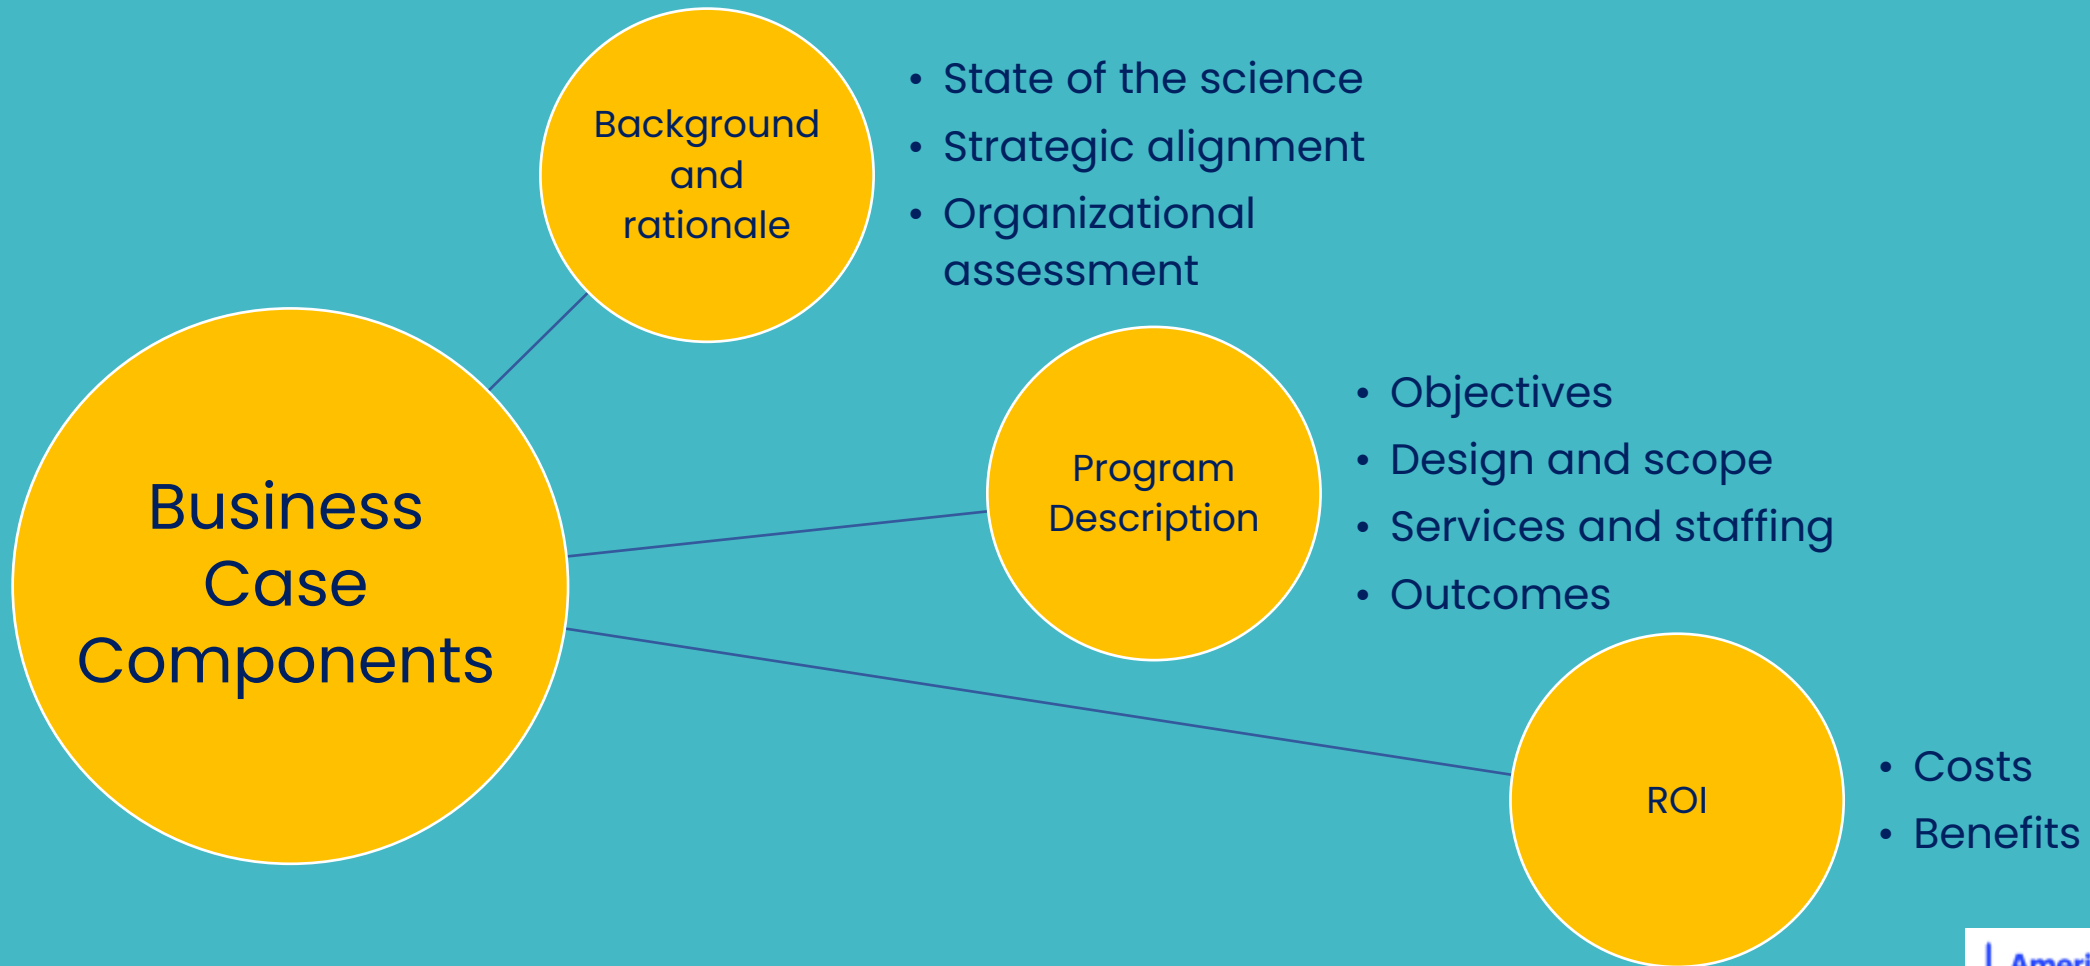 Background
and
rationale
• State of the science
• Strategic alignment
• Organizational
assessment
Business
Case
Components
Program
Description
• Objectives
• Design and scope
• Services and staffing
• Outcomes
ROI
• Costs
• Benefits